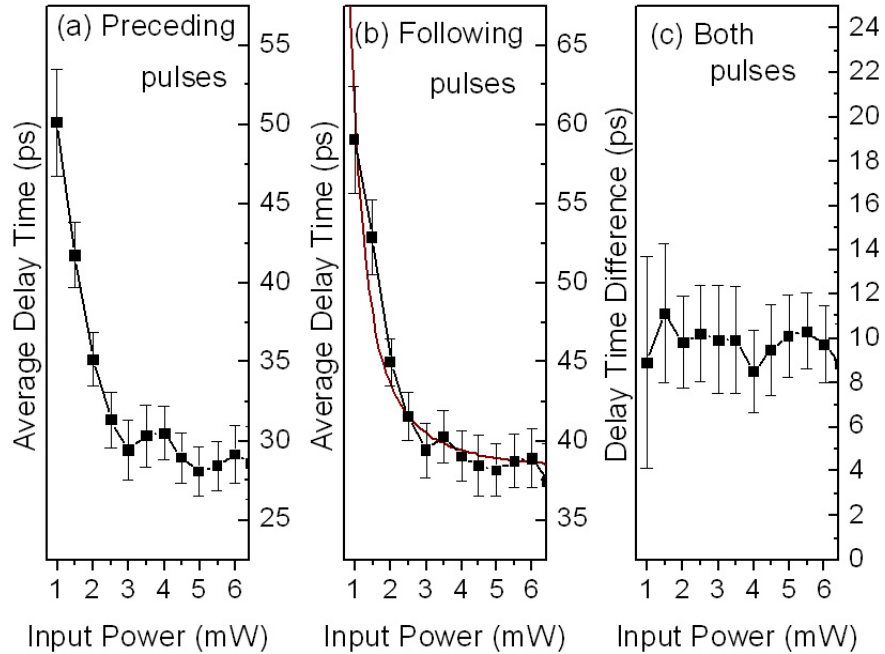 (a) Preceding
pulses
Average Delay Time (ps)
55
50
45
40
35
30
25
1 2 3 4 5 6
Input Power (mW)
(b) Following
pulses
Average Delay Time (ps)
65
60
55
50
45
40
35
1 2 3 4 5 6
Input Power (mW)
(c) Both
pulses
Delay Time Difference (ps)
24
22
20
18
16
14
12
10
8
6
4
2
0
1 2 3 4 5 6
Input Power (mW)